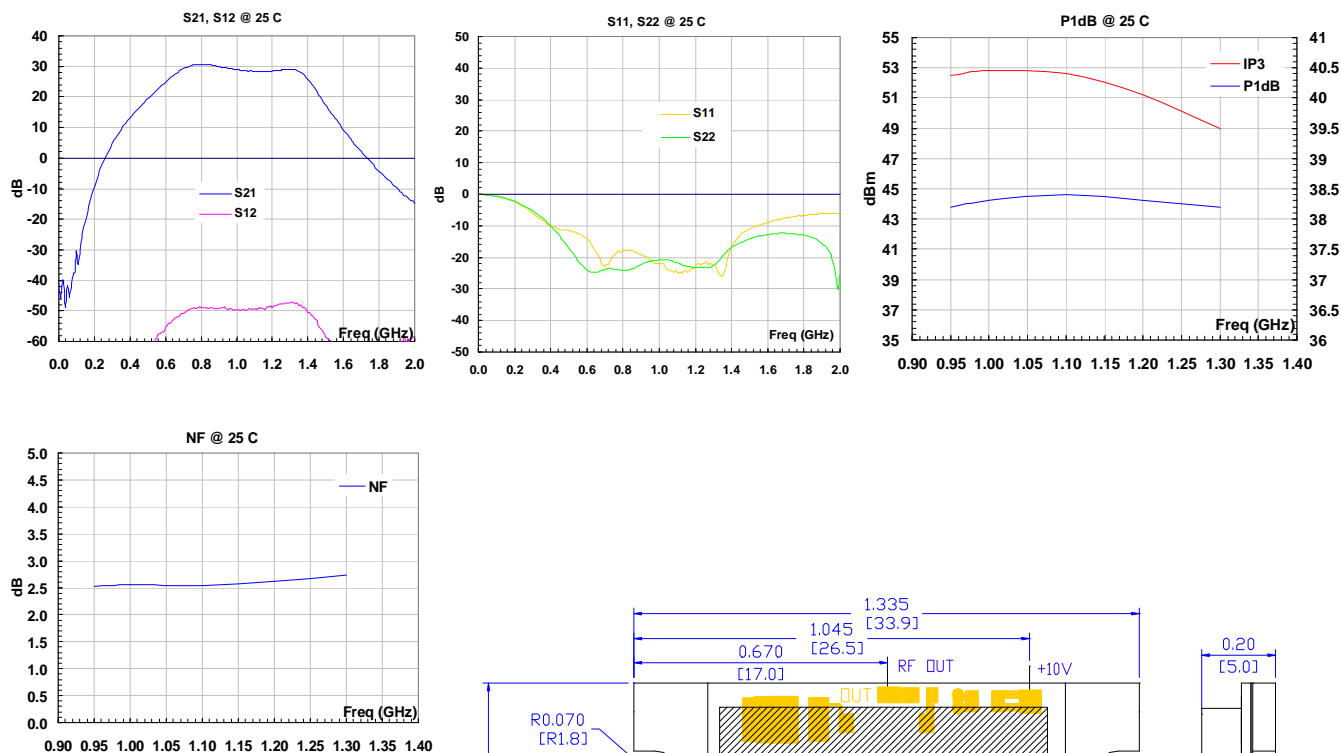 S21, S12 @ 25 C
40
30
20
10
0
-10
-20
-30
-40
-50
-60
dB
S21
S12
Freq (GHz)
0.0 0.2 0.4 0.6 0.8 1.0 1.2 1.4 1.6 1.8 2.0
S11, S22 @ 25 C
50
40
30
20
10
0
-10
-20
-30
-40
-50
dB
S11
S22
Freq (GHz)
0.0 0.2 0.4 0.6 0.8 1.0 1.2 1.4 1.6 1.8 2.0
P1dB @ 25 C
55
53
51
49
47
45
43
41
39
37
35
dBm
IP3
P1dB
41
40.5
40
39.5
39
38.5
38
37.5
37
36.5
36
Freq (GHz)
0.90 0.95 1.00 1.05 1.10 1.15 1.20 1.25 1.30 1.35 1.40
NF @ 25 C
5.0
4.5
4.0
3.5
3.0
2.5
2.0
1.5
1.0
0.5
0.0
dB
NF
Freq (GHz)
0.90 0.95 1.00 1.05 1.10 1.15 1.20 1.25 1.30 1.35 1.40
1.335
[33.9]
1.045
[26.5]
0.670
[17.0]
RF OUT
+10V
OUT
R0.070
[R1.8]
0.20
[5.0]